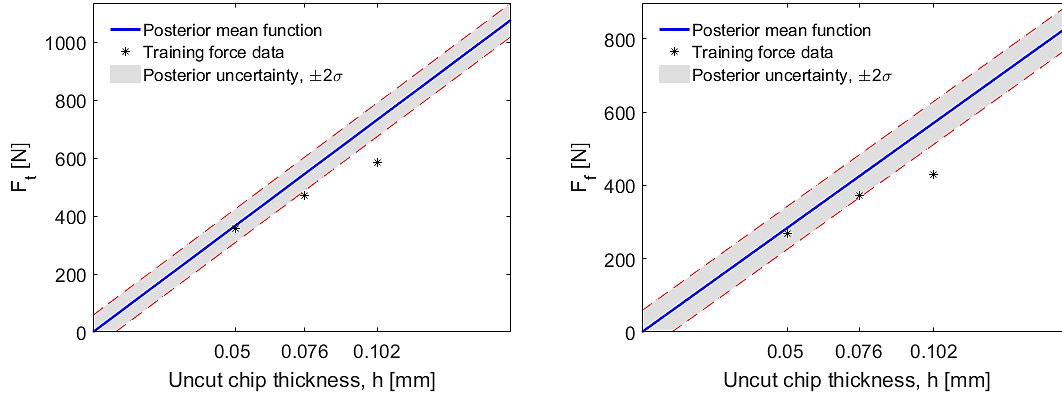 1000
800
600
400
200
0
F_t [N]
Posterior mean function
Training force data
Posterior uncertainty, ±2σ
0.05 0.076 0.102
Uncut chip thickness, h [mm]
800
600
400
200
0
F_f [N]
Posterior mean function
Training force data
Posterior uncertainty, ±2σ
0.05 0.076 0.102
Uncut chip thickness, h [mm]